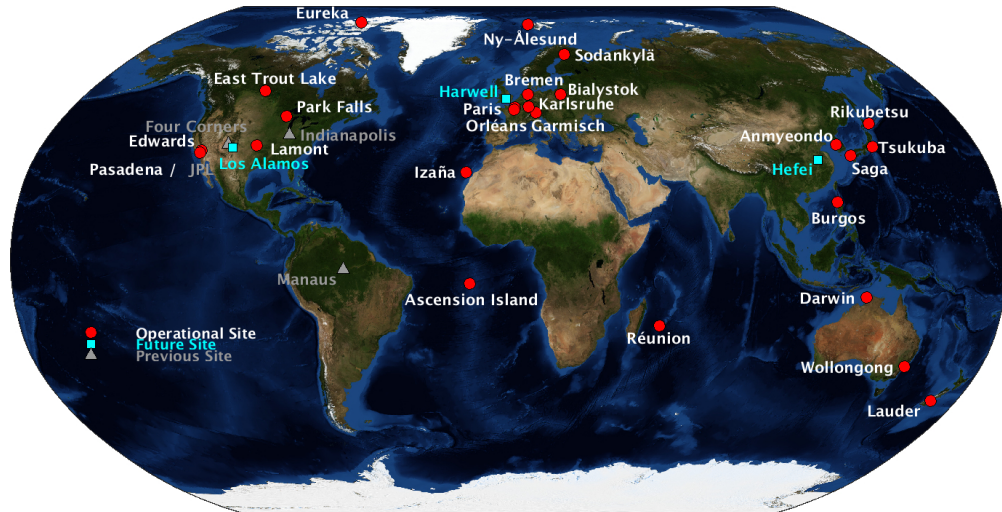 Eureka
Ny-Ålesund
Sodankylä
East Trout Lake
Bremen
Harwell
Bialystok
Park Falls
Paris
Karlsruhe
Rikubetsu
Four Corners
Indianapolis
Orléans Garmisch
Edwards
Lamont
Anmyeondo
Tsukuba
Pasadena / JPL
Los Alamos
Izaña
Hefei
Saga
Burgos
Manaus
Ascension Island
Darwin
Operational Site
Réunion
Future Site
Previous Site
Wollongong
Lauder